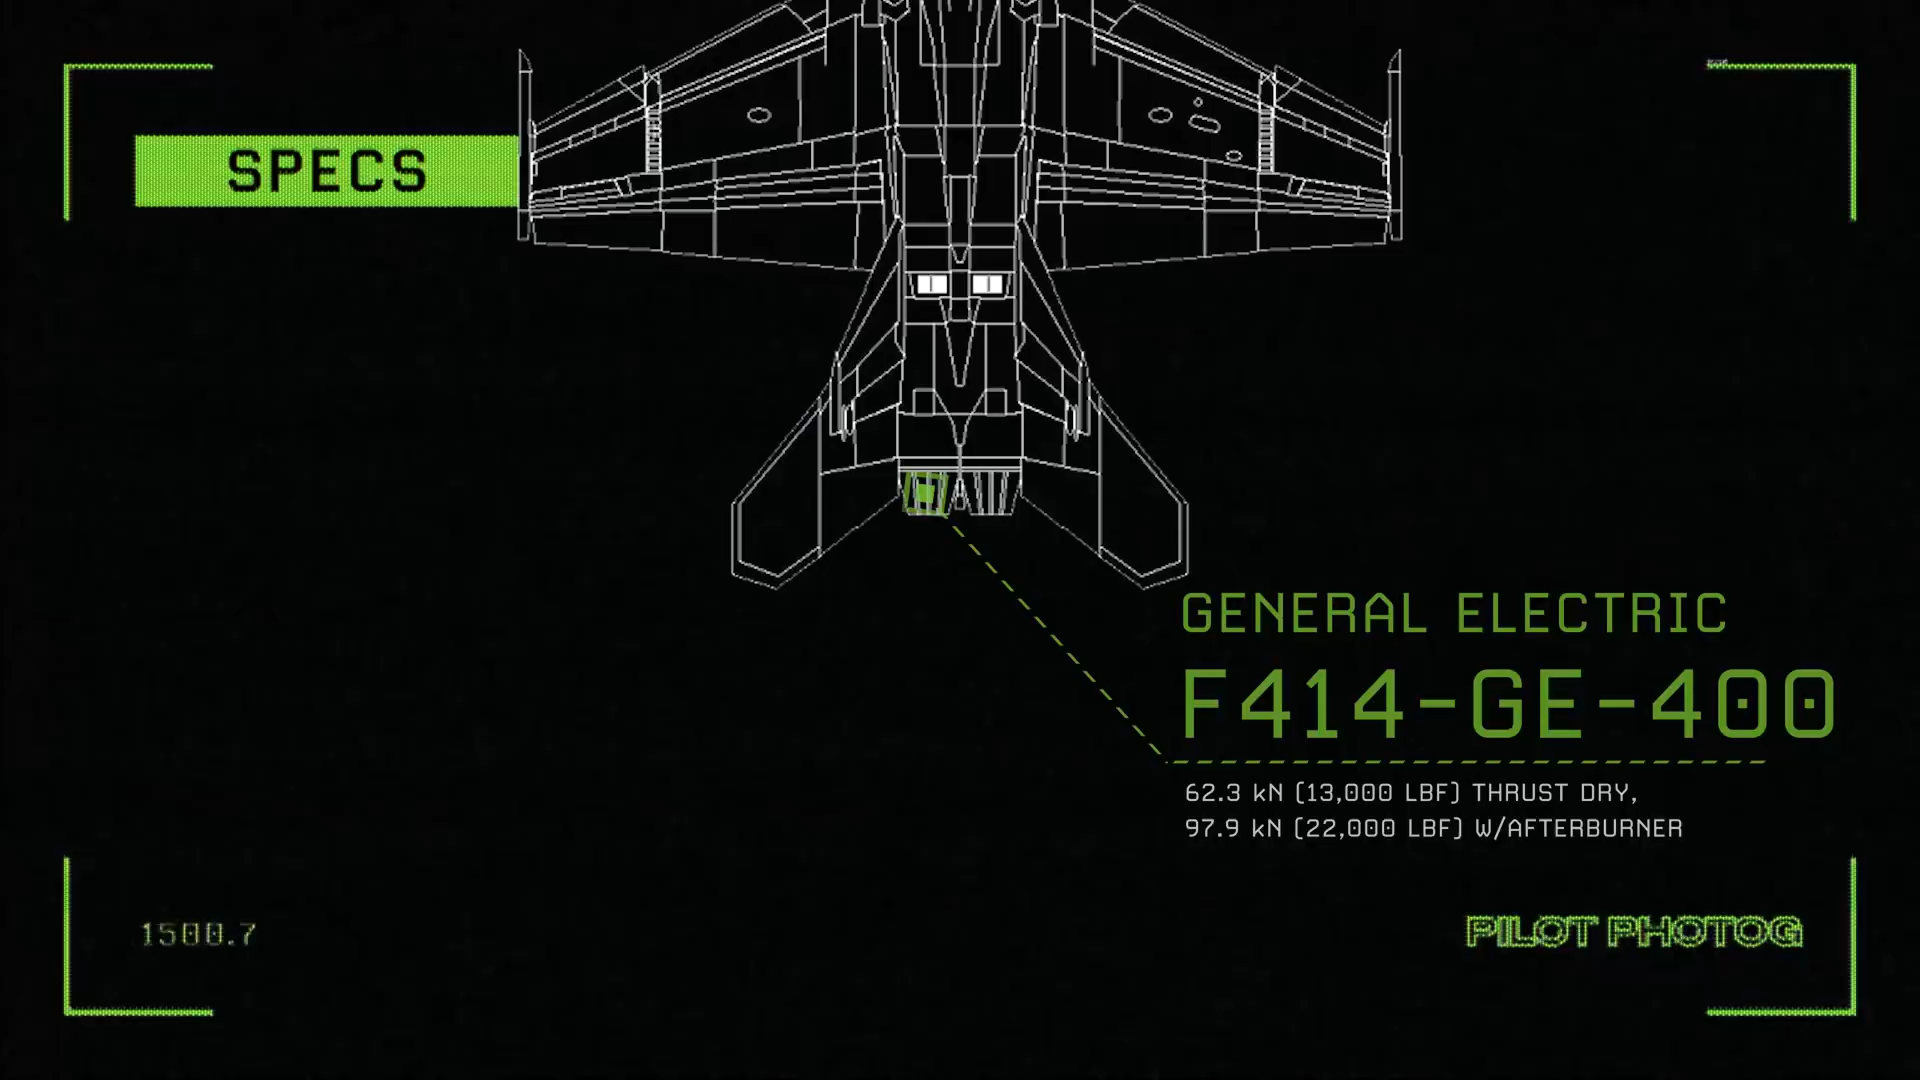 SPECS
GENERAL ELECTRIC
F414-GE-400
62.3 kN (13,000 LBF) THRUST DRY,
97.9 kN (22,000 LBF) W/AFTERBURNER
1500.7
PILOT PHOTOG